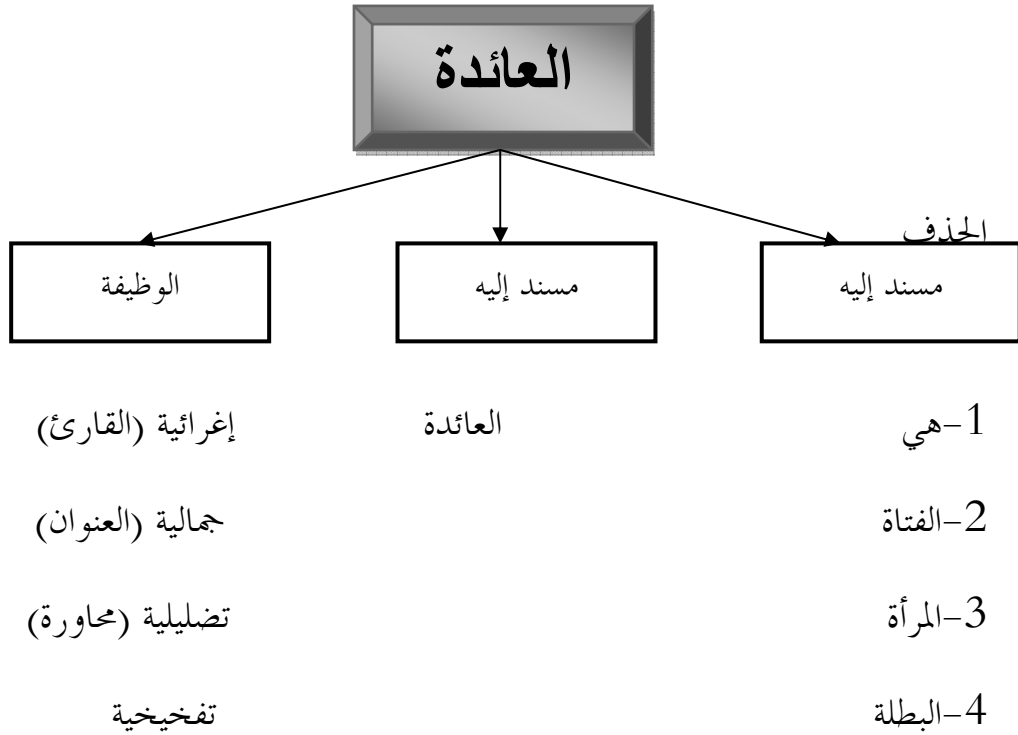 العائدة
الحذف
مسند إليه مسند إليه الوظيفة
1-هي العائدة إغرائية (القارئ)
2-الفتاة جمالية (العنوان)
3-المرأة تضليلية (محاورة)
4-البطلة تفخيخية